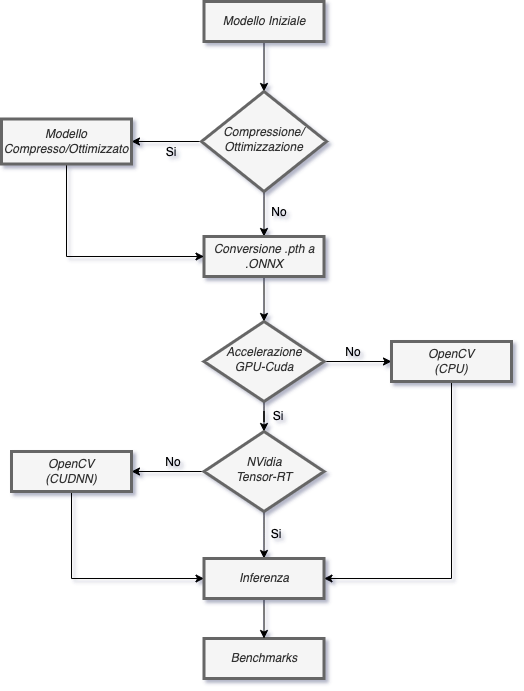 Modello Iniziale
Compressione/
Ottimizzazione
Modello
Compresso/Ottimizzato
Si
No
Conversione .pth a
.ONNX
Accelerazione
GPU-Cuda
No
OpenCV
(CPU)
Si
NVidia
Tensor-RT
No
OpenCV
(CUDNN)
Si
Inferenza
Benchmarks